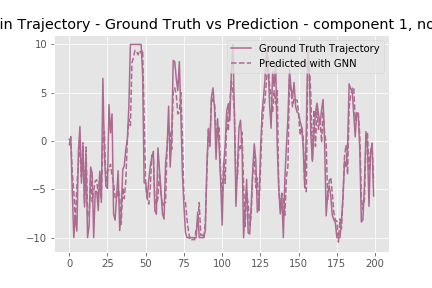 in Trajectory - Ground Truth vs Prediction - component 1, no
Ground Truth Trajectory
Predicted with GNN
10
5
0
−5
−10
0 25 50 75 100 125 150 175 200